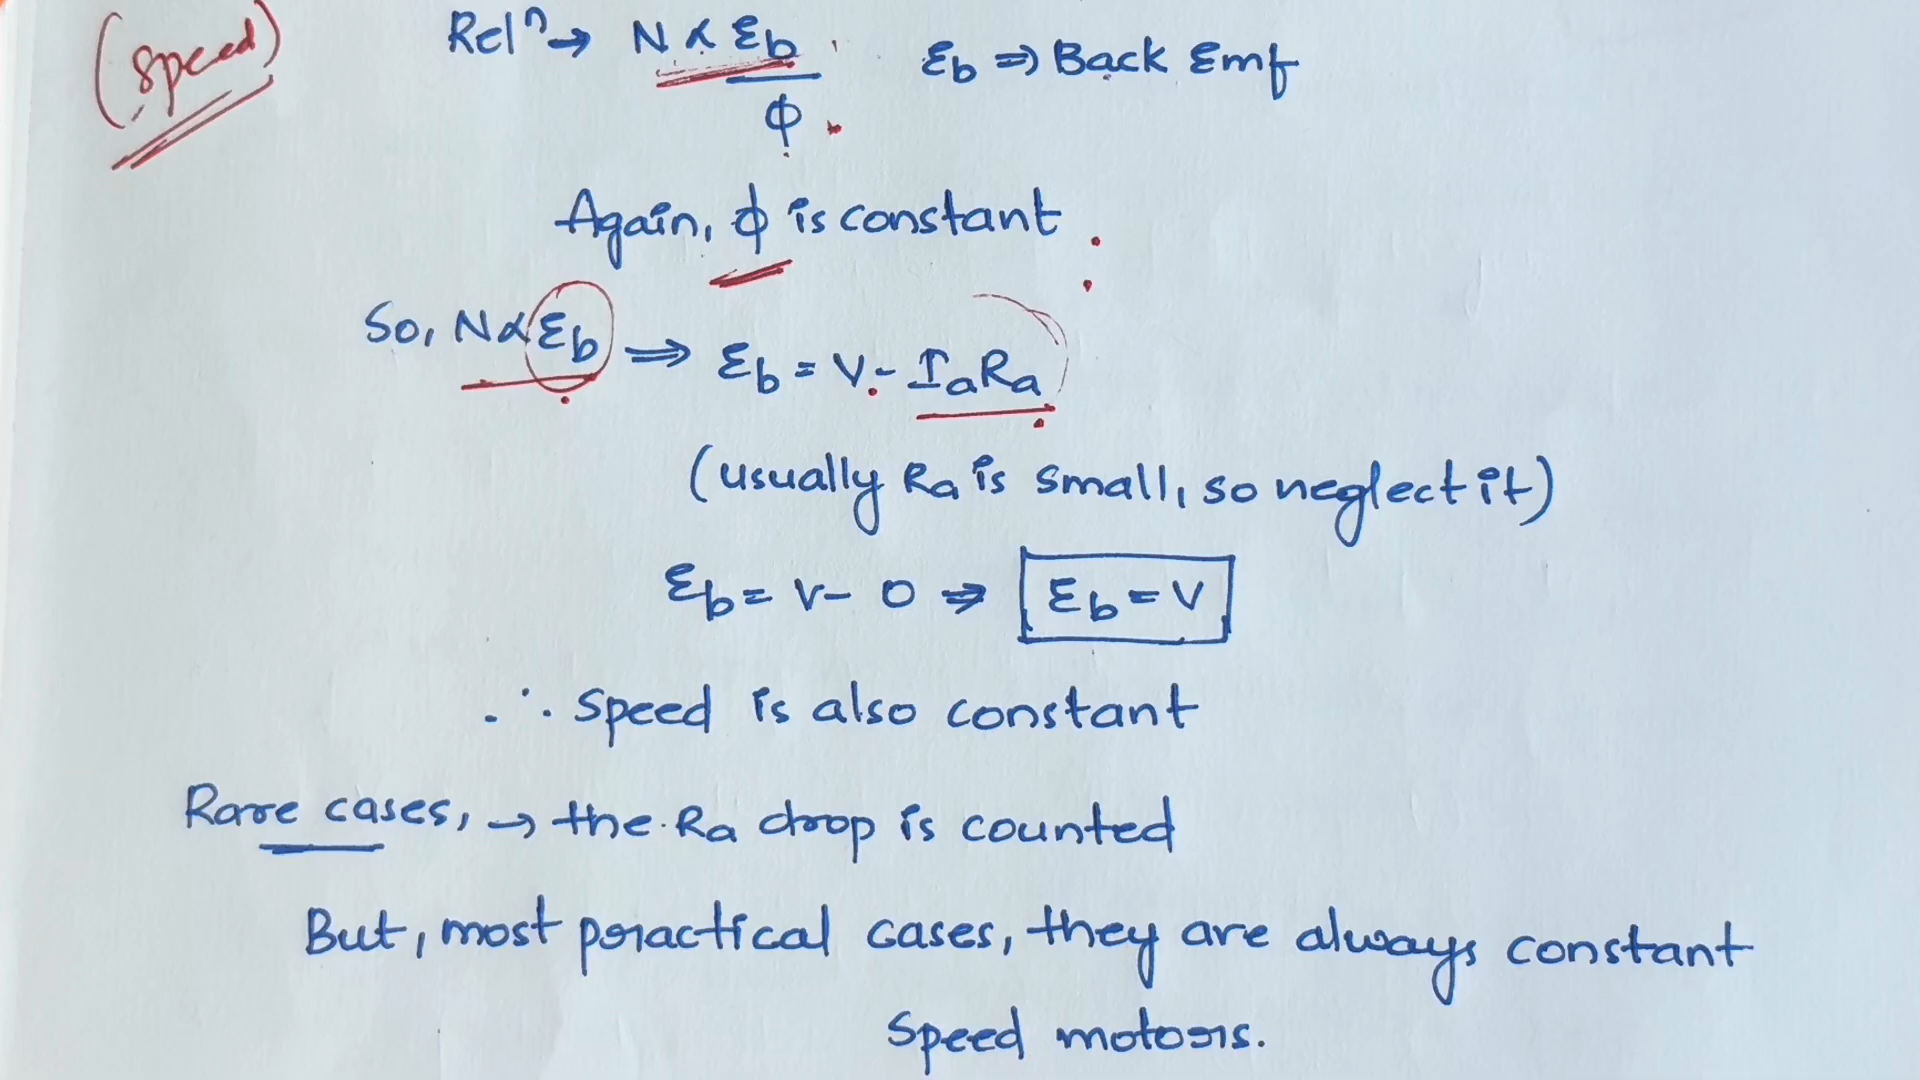 (Speed)
Relⁿ → N ∝ Eb / ϕ Eb ⇒ Back Emf
Again, ϕ is constant
So, N ∝ Eb ⇒ Eb = V - IaRa
(usually Ra is small, so neglect it)
Eb = V - 0 ⇒ Eb = V
∴ Speed is also constant
Rare cases, → the Ra drop is counted
But, most practical cases, they are always constant
Speed motors.